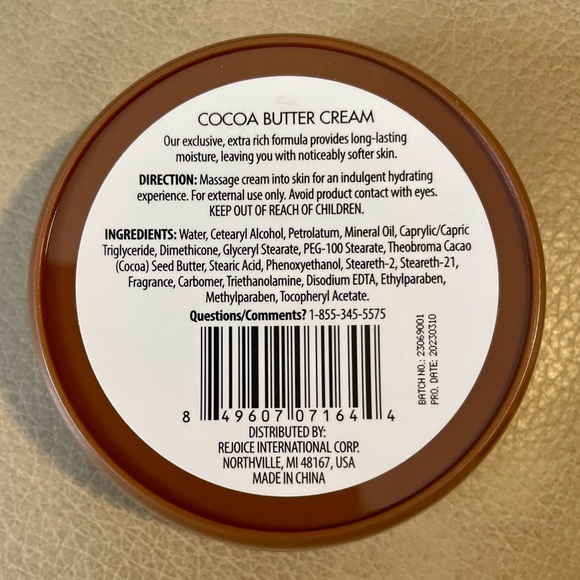 COCOA BUTTER CREAM
Our exclusive, extra rich formula provides long-lasting
moisture, leaving you with noticeably softer skin.
DIRECTION: Massage cream into skin for an indulgent hydrating
experience. For external use only. Avoid product contact with eyes.
KEEP OUT OF REACH OF CHILDREN.
INGREDIENTS: Water, Cetearyl Alcohol, Petrolatum, Mineral Oil, Caprylic/Capric
Triglyceride, Dimethicone, Glyceryl Stearate, PEG-100 Stearate, Theobroma Cacao
(Cocoa) Seed Butter, Stearic Acid, Phenoxyethanol, Steareth-2, Steareth-21,
Fragrance, Carbomer, Triethanolamine, Disodium EDTA, Ethylparaben,
Methylparaben, Tocopheryl Acetate.
Questions/Comments? 1-855-345-5575
8 49607 07164 4
DISTRIBUTED BY:
REJOICE INTERNATIONAL CORP.
NORTHVILLE, MI 48167, USA
MADE IN CHINA
BATCH NO.: 23069001
PRO. DATE: 20230310